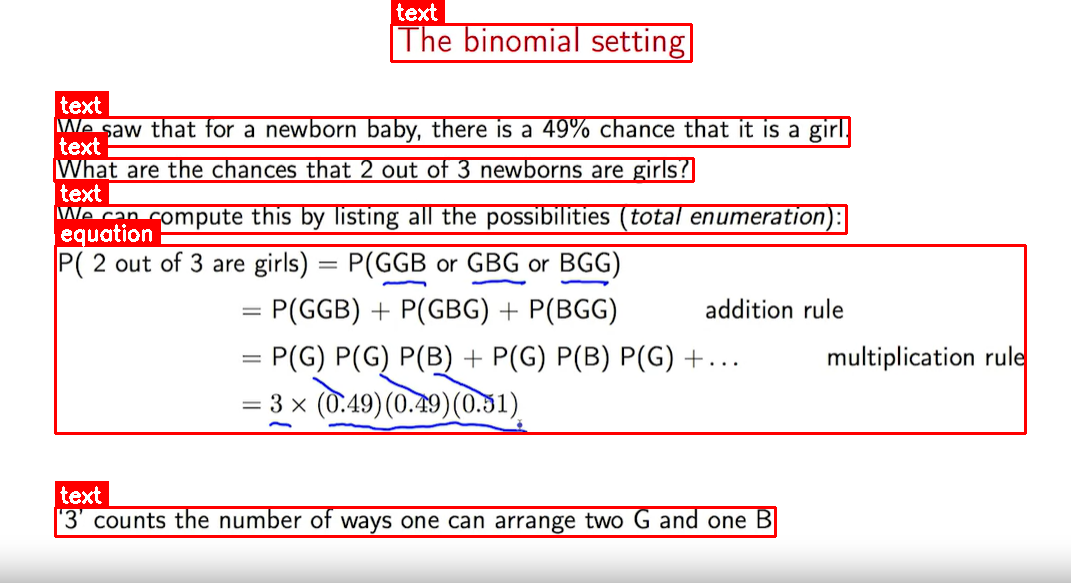 text
The binomial setting
text
We saw that for a newborn baby, there is a 49% chance that it is a girl.
text
What are the chances that 2 out of 3 newborns are girls?
text
We can compute this by listing all the possibilities (total enumeration):
equation
P( 2 out of 3 are girls) = P(GGB or GBG or BGG)
= P(GGB) + P(GBG) + P(BGG) addition rule
= P(G) P(G) P(B) + P(G) P(B) P(G) + ... multiplication rule
= 3 × (0.49)(0.49)(0.51)
text
'3' counts the number of ways one can arrange two G and one B